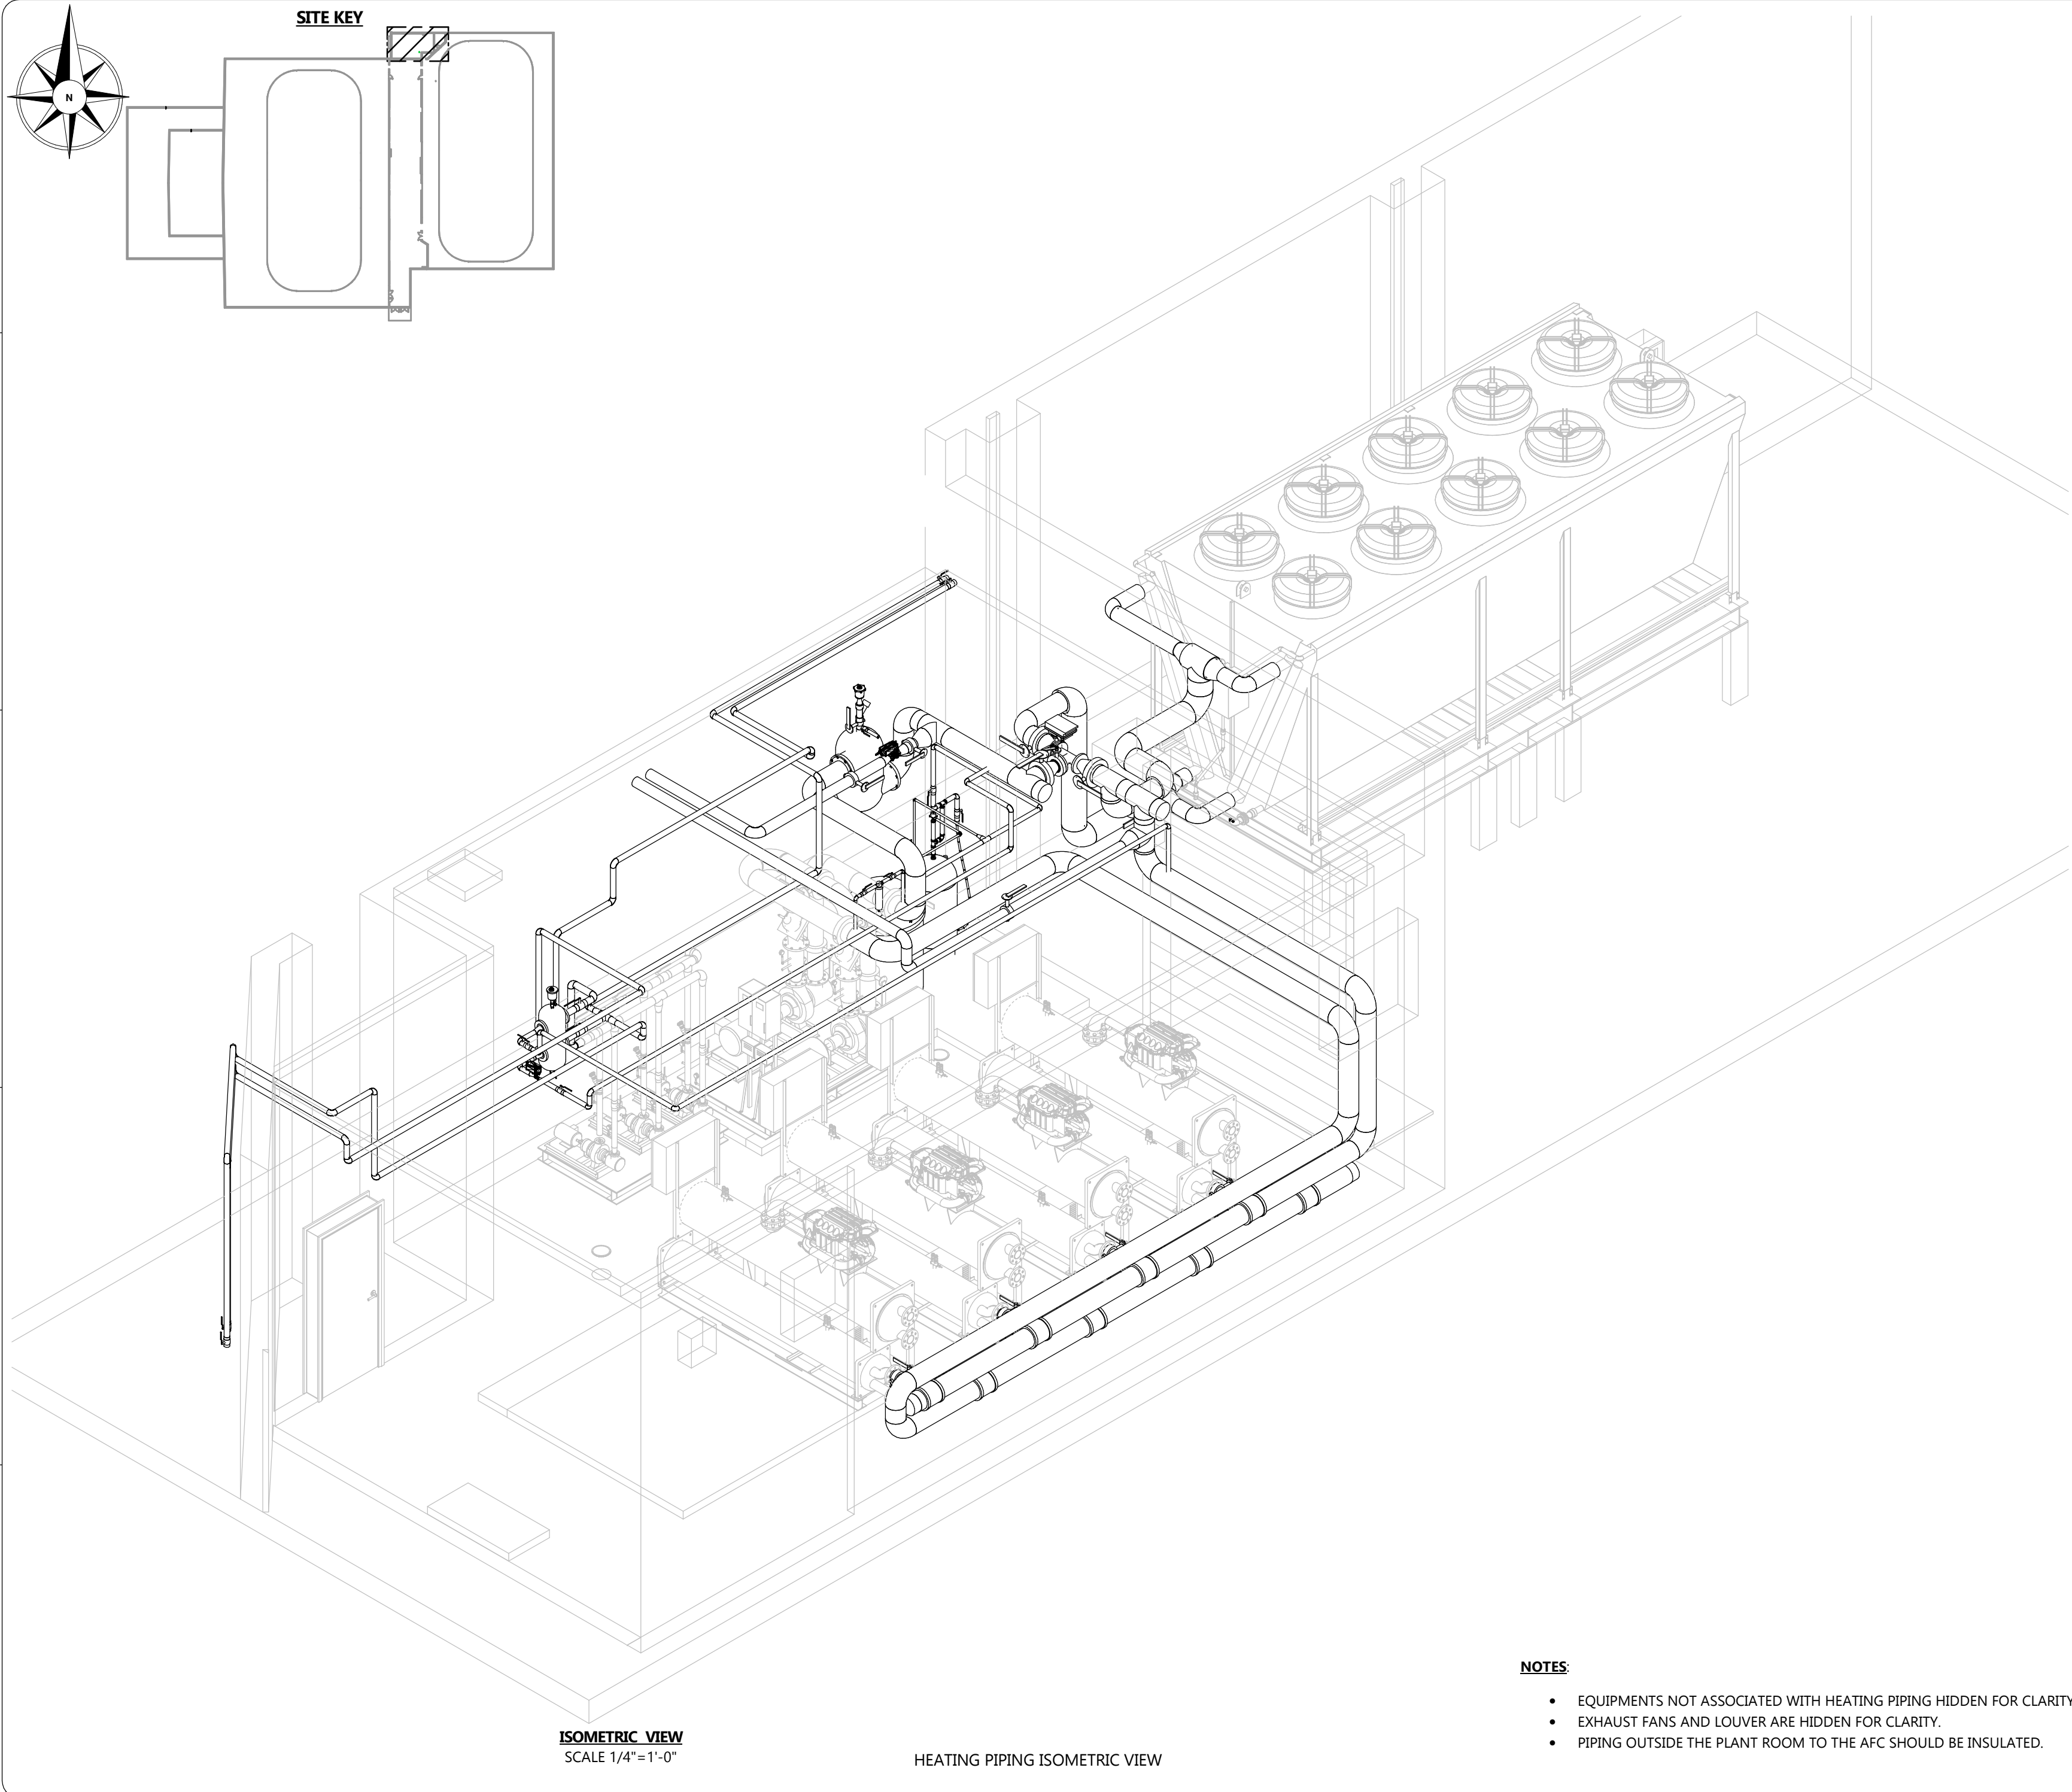 SITE KEY
N
NOTES:
• EQUIPMENTS NOT ASSOCIATED WITH HEATING PIPING HIDDEN FOR CLARITY
• EXHAUST FANS AND LOUVER ARE HIDDEN FOR CLARITY.
• PIPING OUTSIDE THE PLANT ROOM TO THE AFC SHOULD BE INSULATED.
ISOMETRIC VIEW
SCALE 1/4"=1'-0"
HEATING PIPING ISOMETRIC VIEW